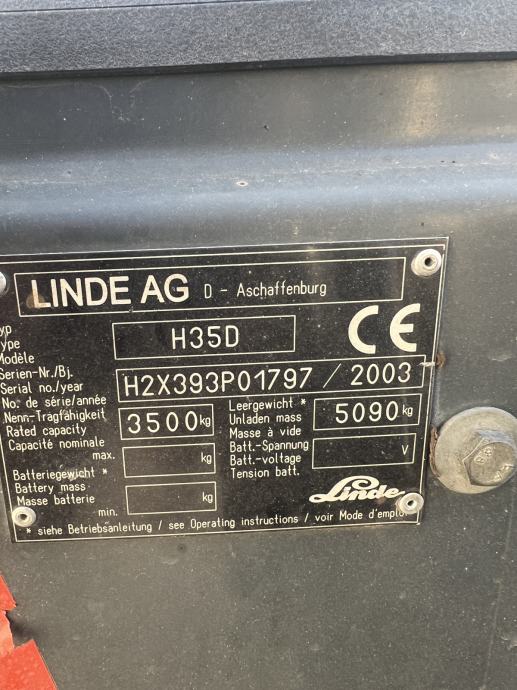 LINDE AG D - Aschaffenburg
Type
Modèle
H35D
CE
Serien-Nr./Bj.
Serial no./year
No. de série/année
H2X393P01797 / 2003
Nenn-Tragfähigkeit
Rated capacity
Capacité nominale
3500 kg
Leergewicht *
Unladen mass
Masse à vide
5090 kg
Batteriegewicht *
Battery mass
Masse batterie
max. kg
min. kg
Batt.-Spannung
Batt.-voltage
Tension batt.
V
Linde
* siehe Betriebsanleitung / see Operating instructions / voir Mode d'emploi